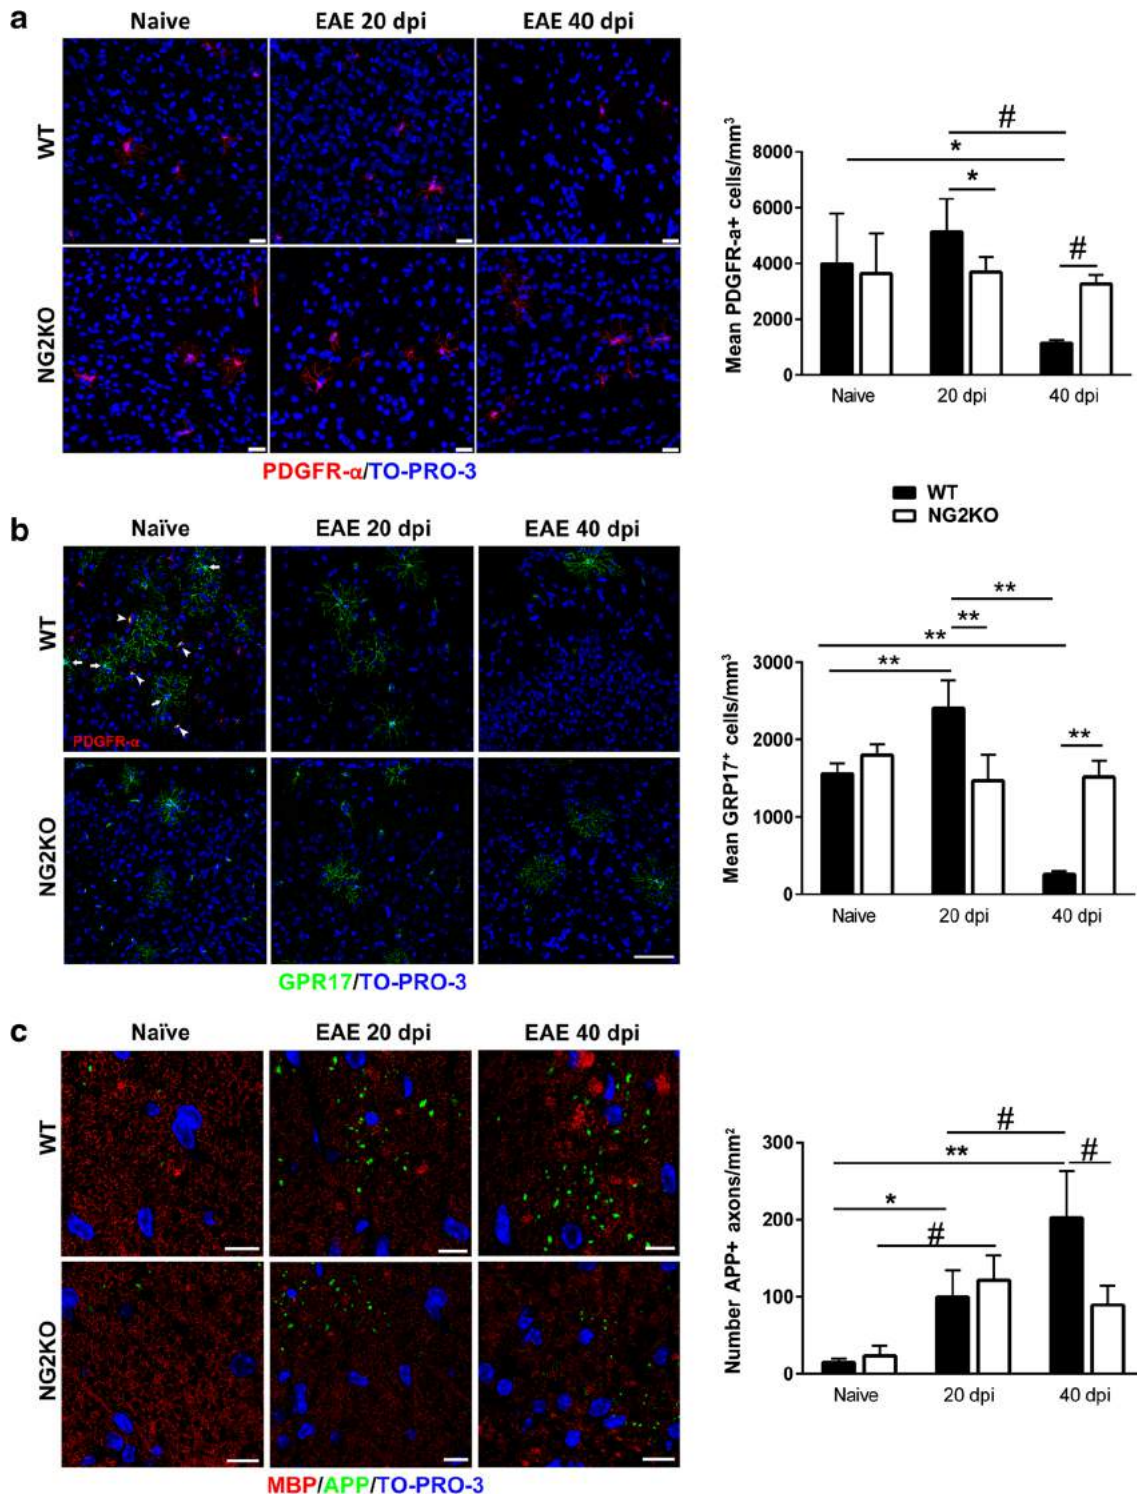 a
Naive EAE 20 dpi EAE 40 dpi
WT
NG2KO
PDGFR-α/TO-PRO-3
Mean PDGFR-a+ cells/mm³
8000
6000
4000
2000
0
#
*
*
#
Naive 20 dpi 40 dpi
WT
NG2KO
b
Naïve EAE 20 dpi EAE 40 dpi
WT
PDGFR-α
NG2KO
GPR17/TO-PRO-3
Mean GRP17⁺ cells/mm³
3000
2000
1000
0
**
**
**
**
**
Naive 20 dpi 40 dpi
c
Naïve EAE 20 dpi EAE 40 dpi
WT
NG2KO
MBP/APP/TO-PRO-3
Number APP+ axons/mm²
300
200
100
0
#
**
#
*
#
Naive 20 dpi 40 dpi